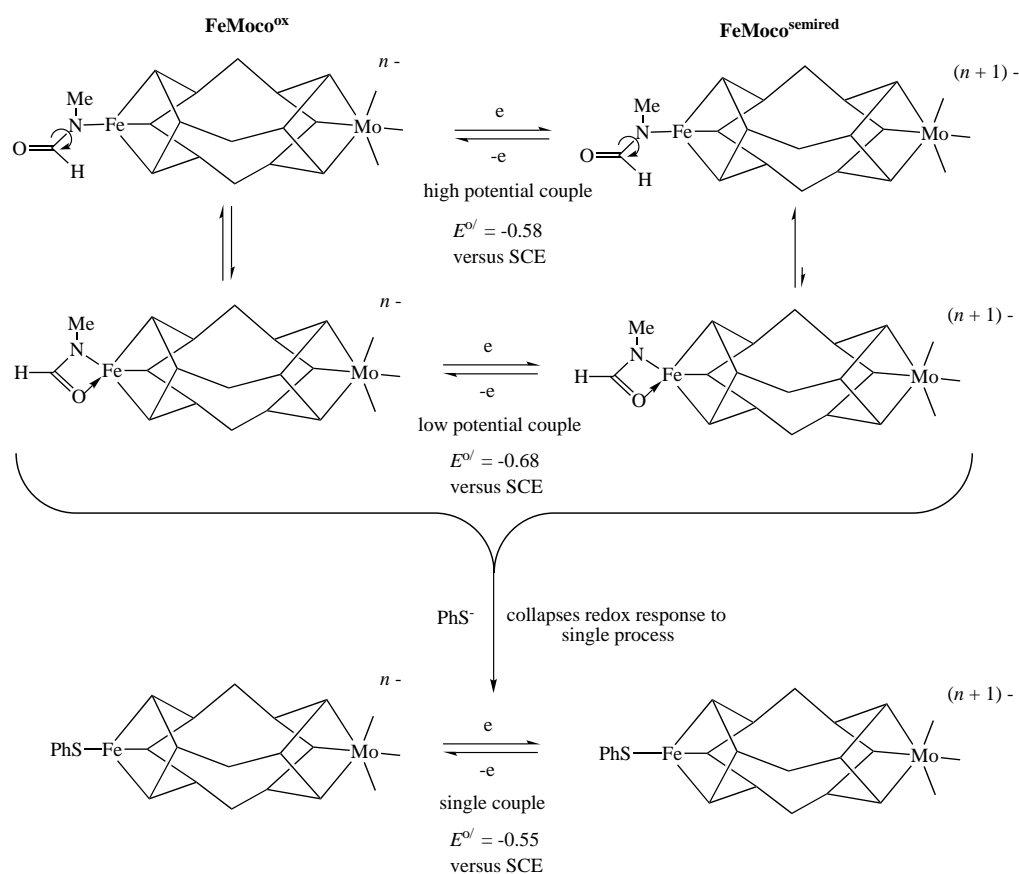 FeMoco^ox
FeMoco^semired
n -
(n + 1) -
Me
N
Fe
Mo
O
H
e
-e
Me
N
Fe
Mo
O
H
high potential couple
E^o/ = -0.58
versus SCE
n -
(n + 1) -
Me
N
H
Fe
Mo
O
e
-e
Me
N
H
Fe
Mo
O
low potential couple
E^o/ = -0.68
versus SCE
PhS-
collapses redox response to
single process
n -
(n + 1) -
PhS
Fe
Mo
e
-e
PhS
Fe
Mo
single couple
E^o/ = -0.55
versus SCE